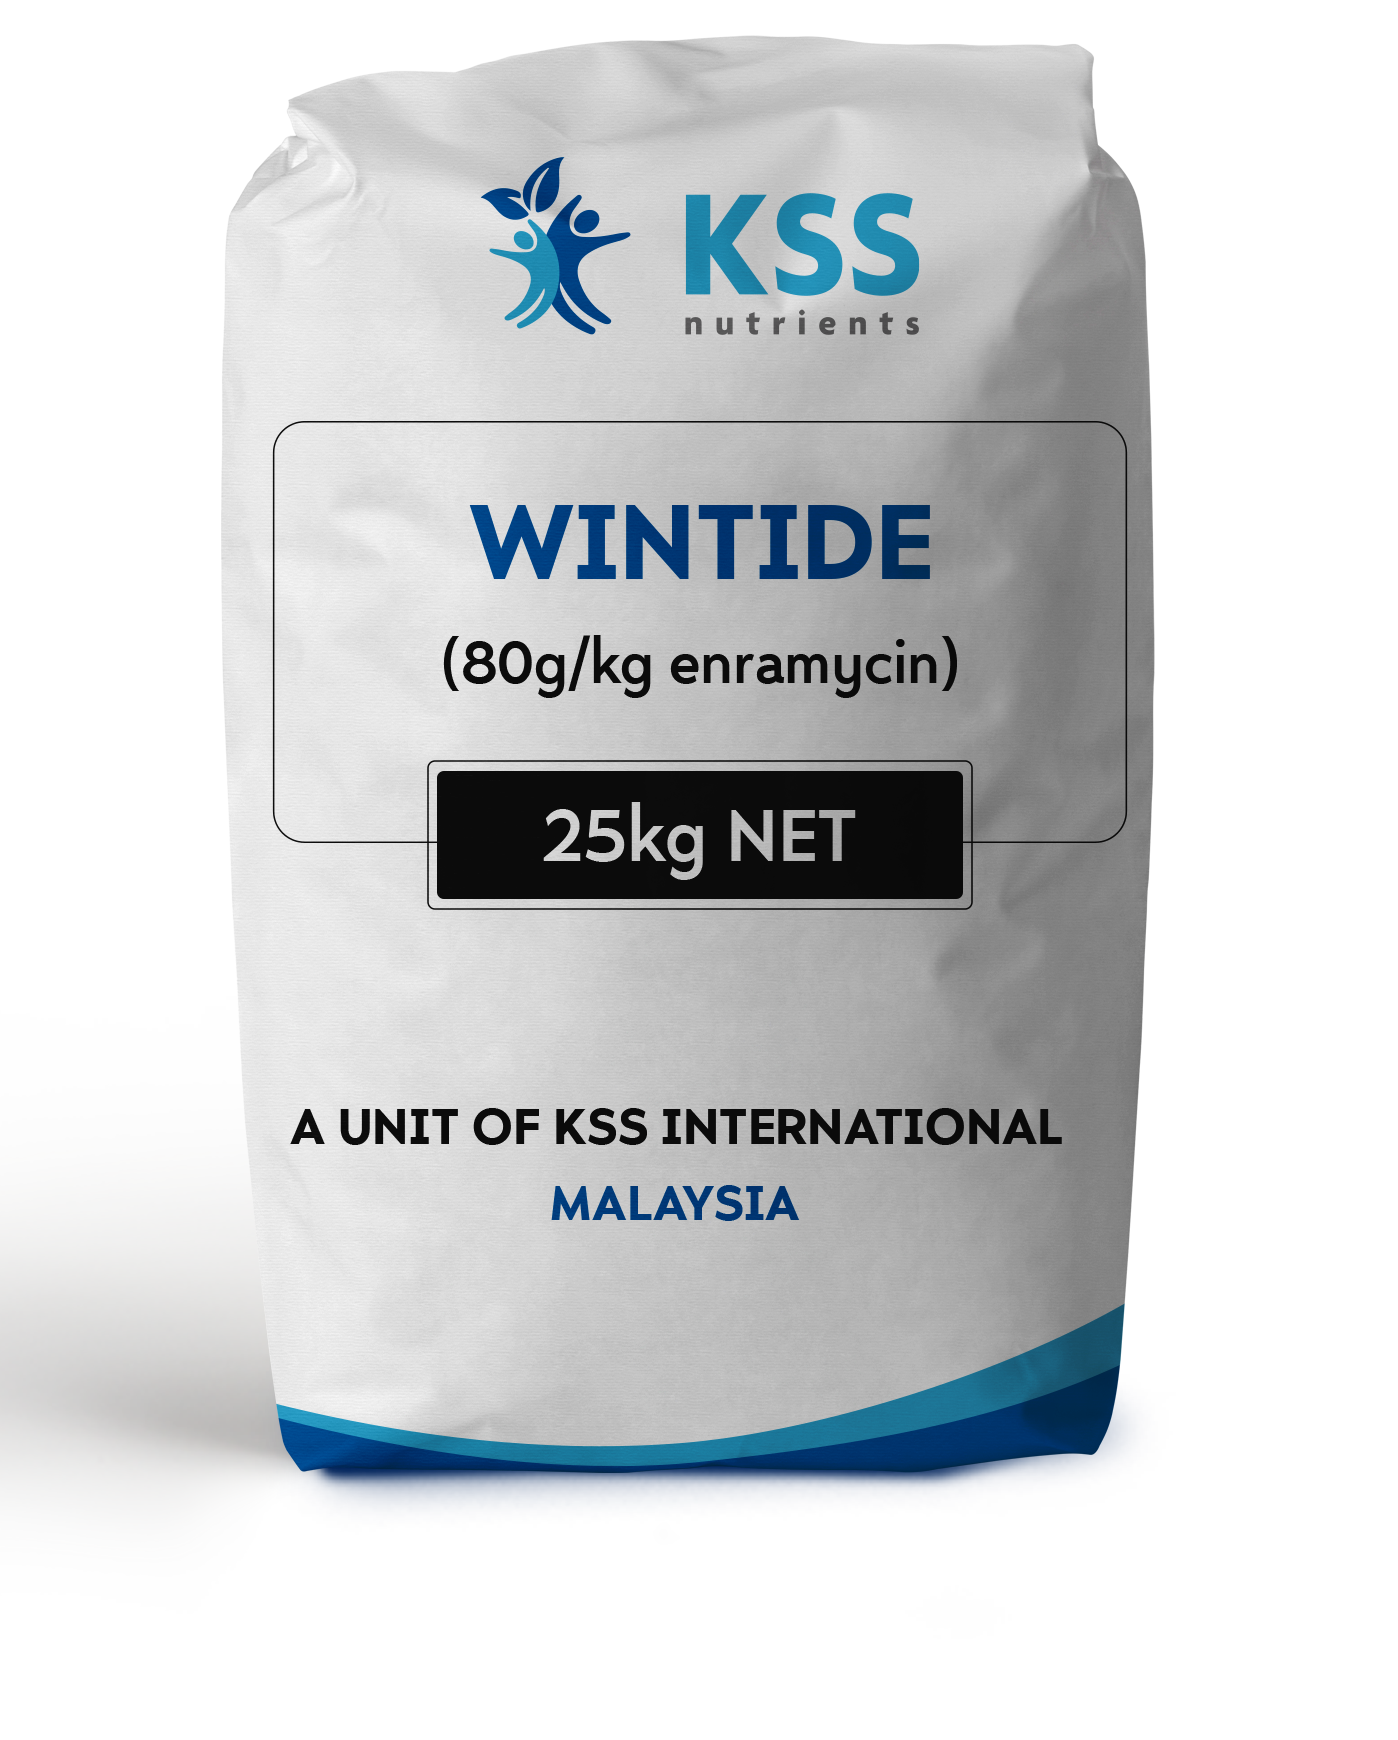 KSS
nutrients
WINTIDE
(80g/kg enramycin)
25kg NET
A UNIT OF KSS INTERNATIONAL
MALAYSIA